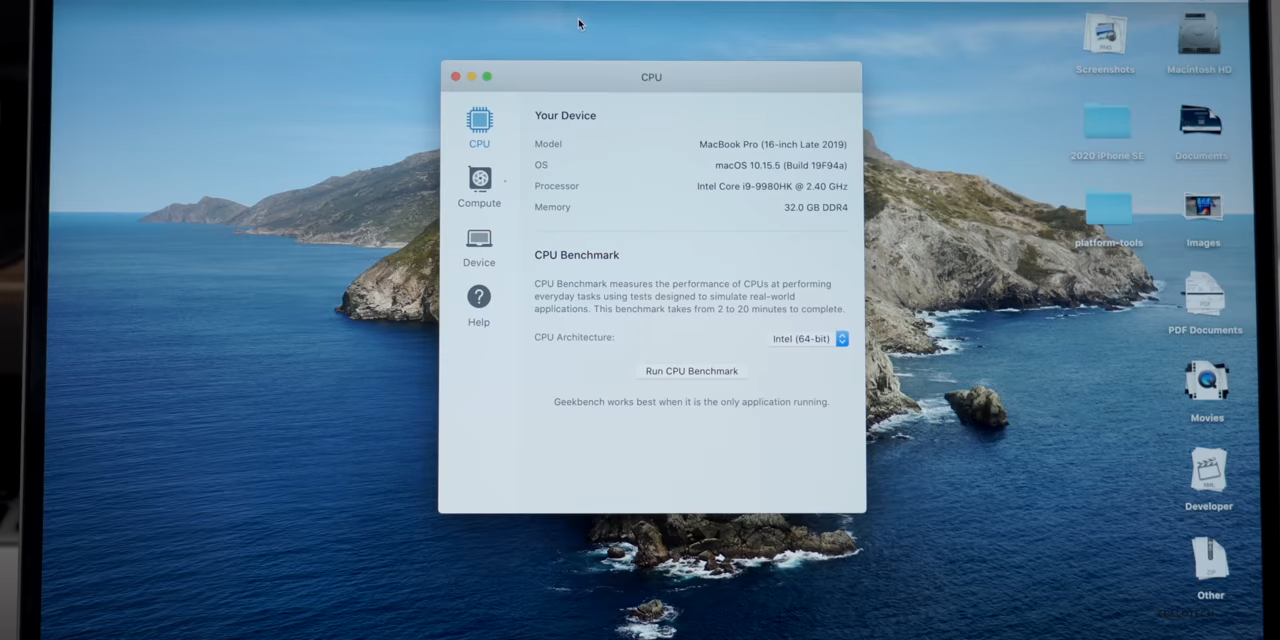 CPU
CPU
Compute
Device
Help
Your Device
Model MacBook Pro (16-inch Late 2019)
OS macOS 10.15.5 (Build 19F94a)
Processor Intel Core i9-9980HK @ 2.40 GHz
Memory 32.0 GB DDR4
CPU Benchmark
CPU Benchmark measures the performance of CPUs at performing
everyday tasks using tests designed to simulate real-world
applications. This benchmark takes from 2 to 20 minutes to complete.
CPU Architecture: Intel (64-bit)
Run CPU Benchmark
Geekbench works best when it is the only application running.
PNG
Screenshots
Macintosh HD
2020 iPhone SE
Documents
platform-tools
Images
PDF
PDF Documents
Movies
XML
Developer
ZIP
Other